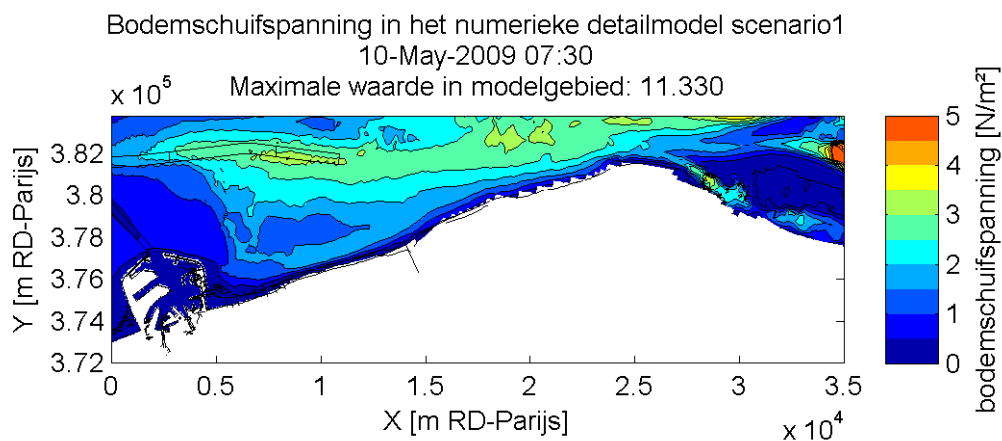 Bodemschuifspanning in het numerieke detailmodel scenario1
10-May-2009 07:30
Maximale waarde in modelgebied: 11.330
x 10⁵
3.82
3.8
3.78
3.76
3.74
3.72
Y [m RD-Parijs]
0 0.5 1 1.5 2 2.5 3 3.5
X [m RD-Parijs]
x 10⁴
5
4
3
2
1
0
bodemschuifspanning [N/m²]